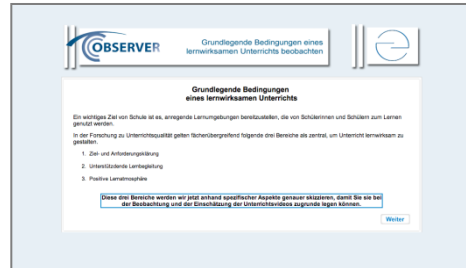 OBSERVER
Grundlegende Bedingungen eines
lernwirksamen Unterrichts beobachten
Grundlegende Bedingungen
eines lernwirksamen Unterrichts
Ein wichtiges Ziel von Schule ist es, anregende Lernumgebungen bereitzustellen, die von Schülerinnen und Schülern zum Lernen
genutzt werden.
In der Forschung zu Unterrichtsqualität gelten fächerübergreifend folgende drei Bereiche als zentral, um Unterricht lernwirksam zu
gestalten.
1. Ziel- und Anforderungsklärung
2. Unterstützende Lernbegleitung
3. Positive Lernatmosphäre
Diese drei Bereiche werden wir jetzt anhand spezifischer Aspekte genauer skizzieren, damit Sie sie bei
der Beobachtung und der Einschätzung der Unterrichtsvideos zugrunde legen können.
Weiter